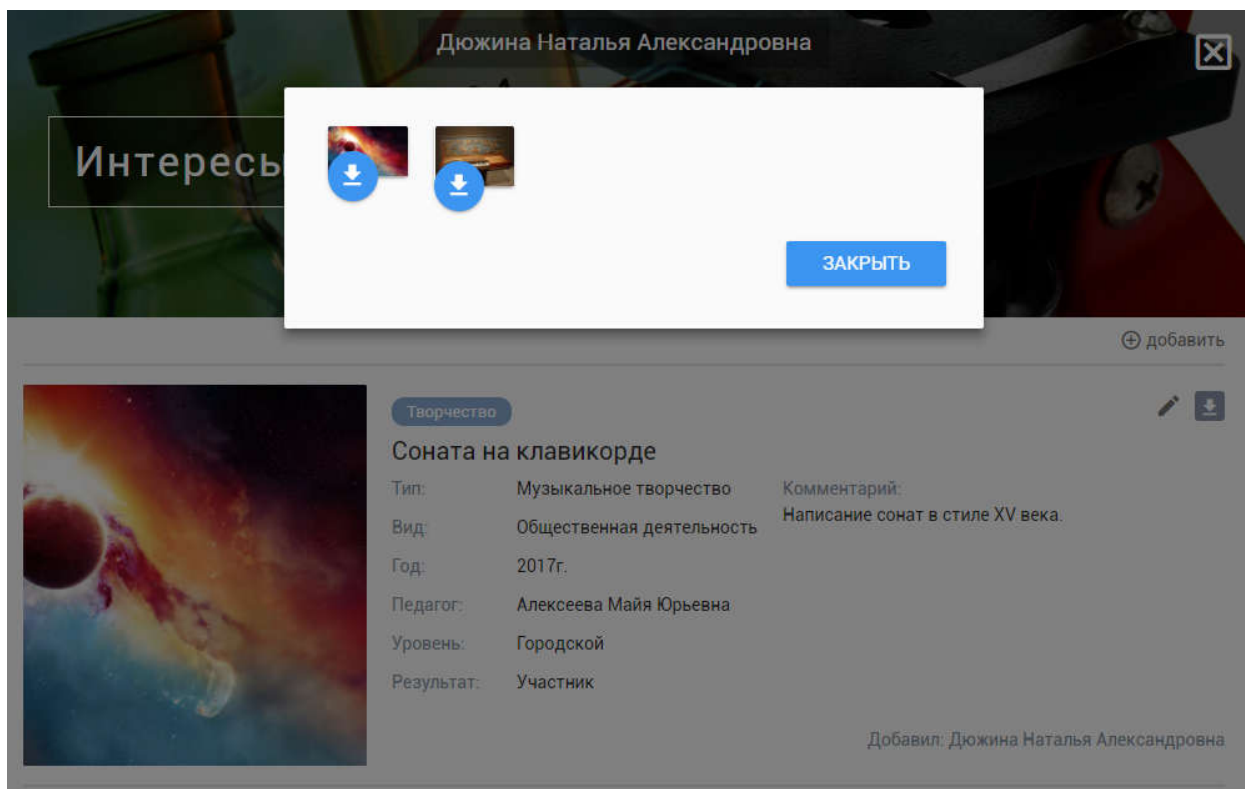 Дюжина Наталья Александровна
Интересы
ЗАКРЫТЬ
добавить
Творчество
Соната на клавикорде
Тип: Музыкальное творчество
Вид: Общественная деятельность
Год: 2017г.
Педагог: Алексеева Майя Юрьевна
Уровень: Городской
Результат: Участник
Комментарий:
Написание сонат в стиле XV века.
Добавил: Дюжина Наталья Александровна